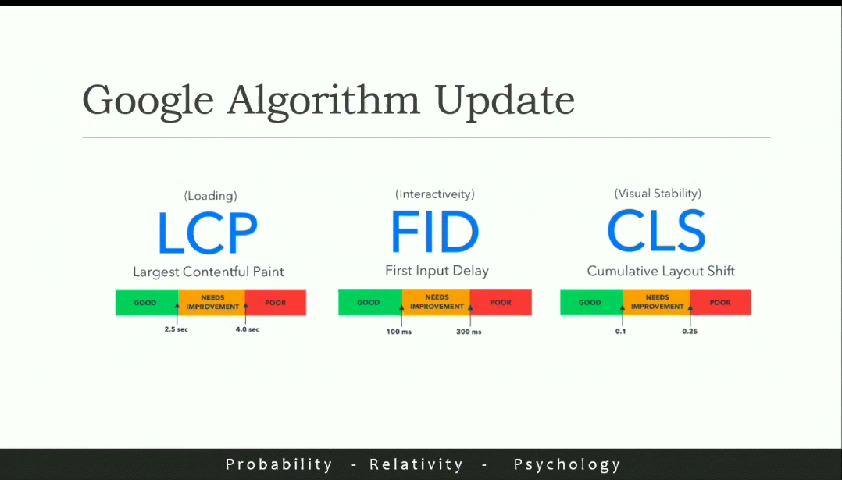 Google Algorithm Update
(Loading)
LCP
Largest Contentful Paint
GOOD
NEEDS
IMPROVEMENT
POOR
2.5 sec
4.0 sec
(Interactiveity)
FID
First Input Delay
GOOD
NEEDS
IMPROVEMENT
POOR
100 ms
300 ms
(Visual Stability)
CLS
Cumulative Layout Shift
GOOD
NEEDS
IMPROVEMENT
POOR
0.1
0.25
Probability - Relativity - Psychology